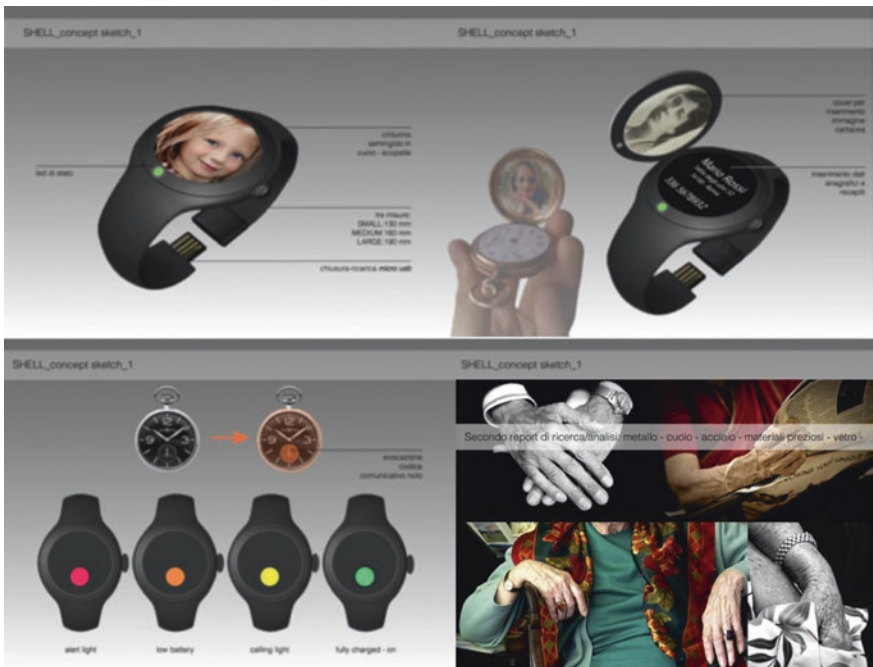 SHELL_concept sketch_1
cinturino
semirigido in
cuoio - ecopelle
led di stato
tre misure:
SMALL:130 mm
MEDIUM:160 mm
LARGE:190 mm
chiusura-ricarica micro usb
SHELL_concept sketch_1
cover per
inserimento
immagine
cartacea
inserimento dati
anagrafici e
recapiti
Mario Rossi
SHELL_concept sketch_1
evocazione
codice
comunicativo noto
alert light
low battery
calling light
fully charged - on
SHELL_concept sketch_1
Secondo report di ricerca/analisi: metallo - cuoio - acciaio - materiali preziosi - vetro -